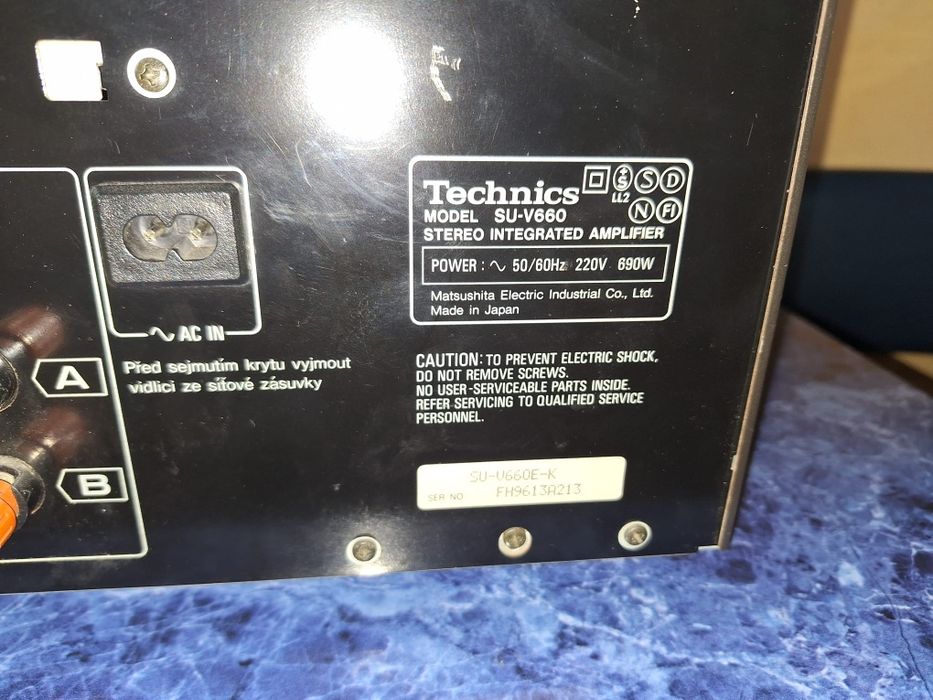 Technics
LL2
S D
N FI
MODEL SU-V660
STEREO INTEGRATED AMPLIFIER
POWER : ∿ 50/60Hz 220V 690W
Matsushita Electric Industrial Co., Ltd.
Made in Japan
∿ AC IN
A
Před sejmutím krytu vyjmout
vidlici ze síťové zásuvky
CAUTION: TO PREVENT ELECTRIC SHOCK,
DO NOT REMOVE SCREWS.
NO USER-SERVICEABLE PARTS INSIDE.
REFER SERVICING TO QUALIFIED SERVICE
PERSONNEL.
B
SU-V660E-K
SER NO FH9613A213